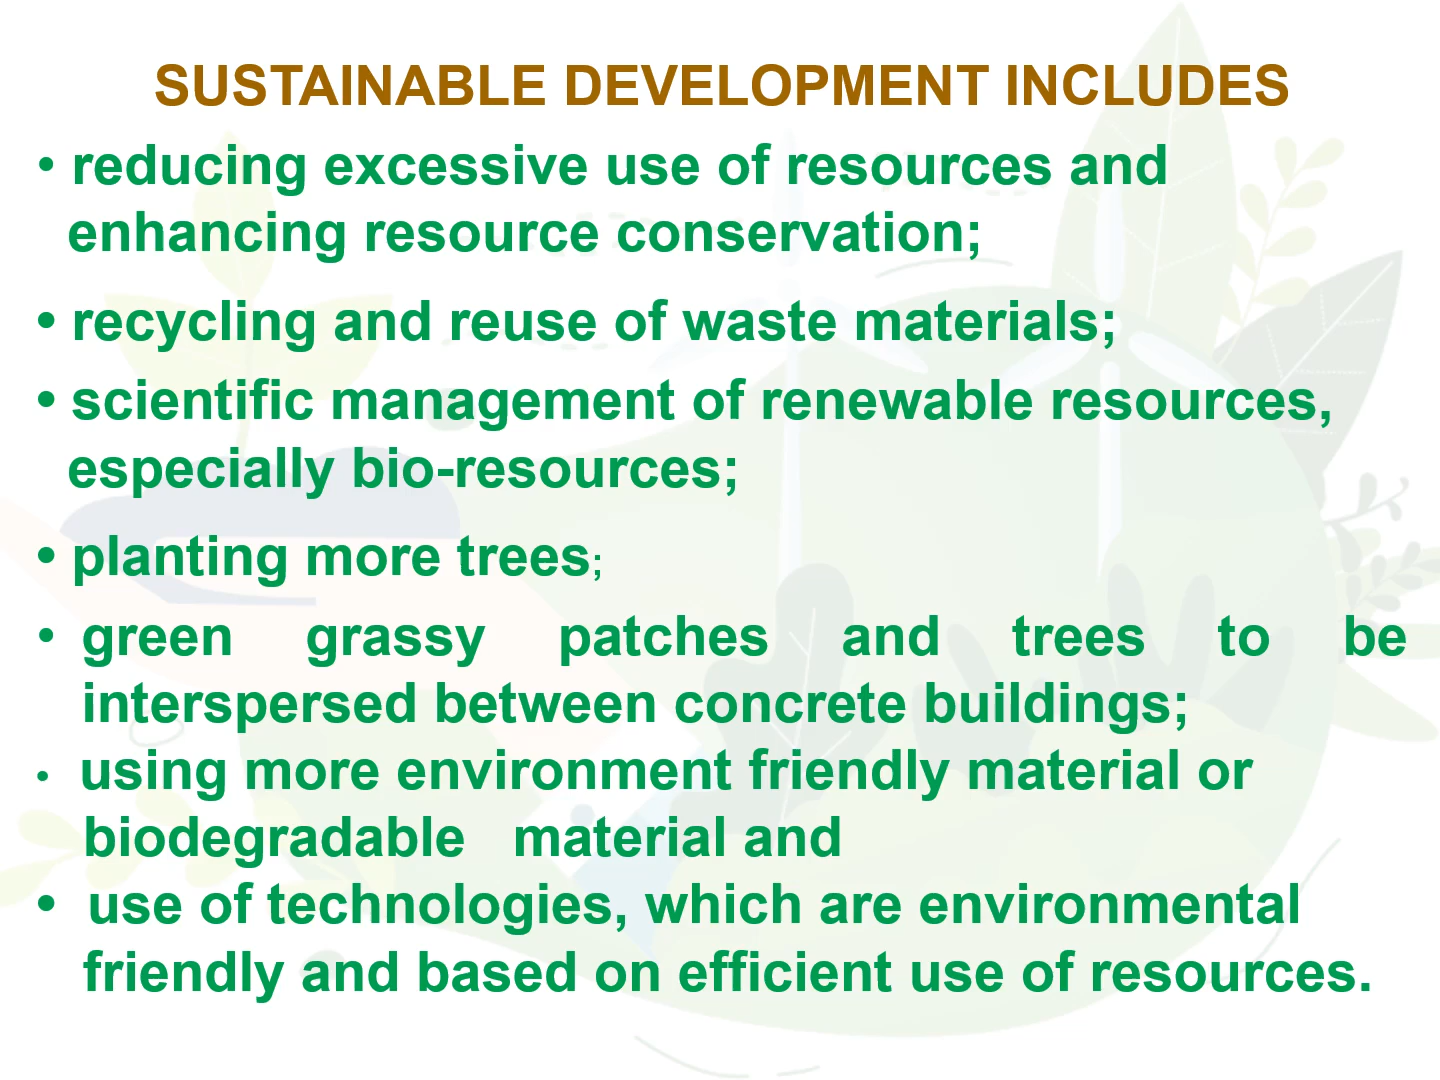 SUSTAINABLE DEVELOPMENT INCLUDES
• reducing excessive use of resources and
enhancing resource conservation;
• recycling and reuse of waste materials;
• scientific management of renewable resources,
especially bio-resources;
• planting more trees;
• green grassy patches and trees to be
interspersed between concrete buildings;
• using more environment friendly material or
biodegradable material and
• use of technologies, which are environmental
friendly and based on efficient use of resources.